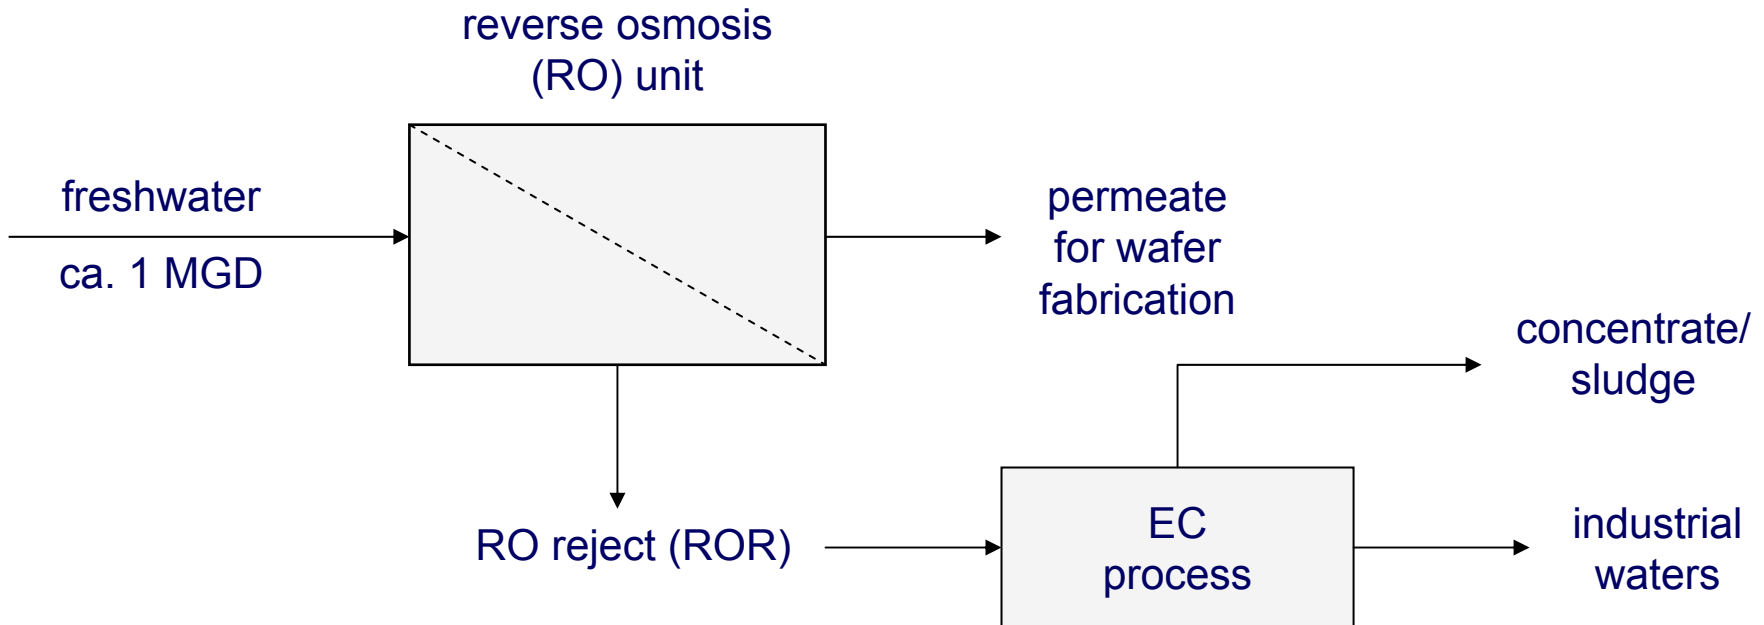 reverse osmosis
(RO) unit
freshwater
ca. 1 MGD
permeate
for wafer
fabrication
concentrate/
sludge
RO reject (ROR)
EC
process
industrial
waters